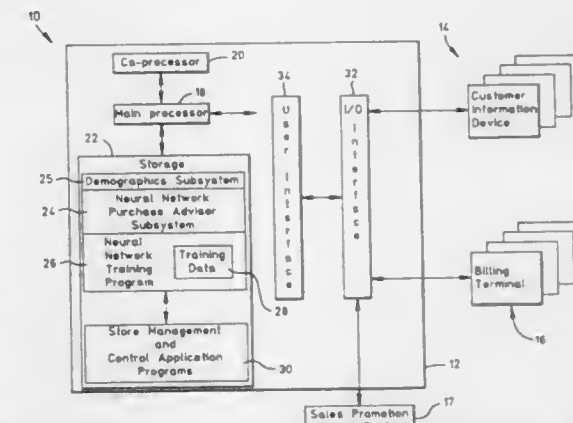 10
14
Co-processor
20
34
32
18
Main processor
User Interface
I/O Interface
Customer
Information
Device
22
Storage
25
Demographics Subsystem
24
Neural Network
Purchase Adviser
Subsystem
26
Neural
Network
Training
Program
Training
Data
28
Billing
Terminal
16
Store Management
and
Control Application
Programs
30
12
17
Sales Promotion